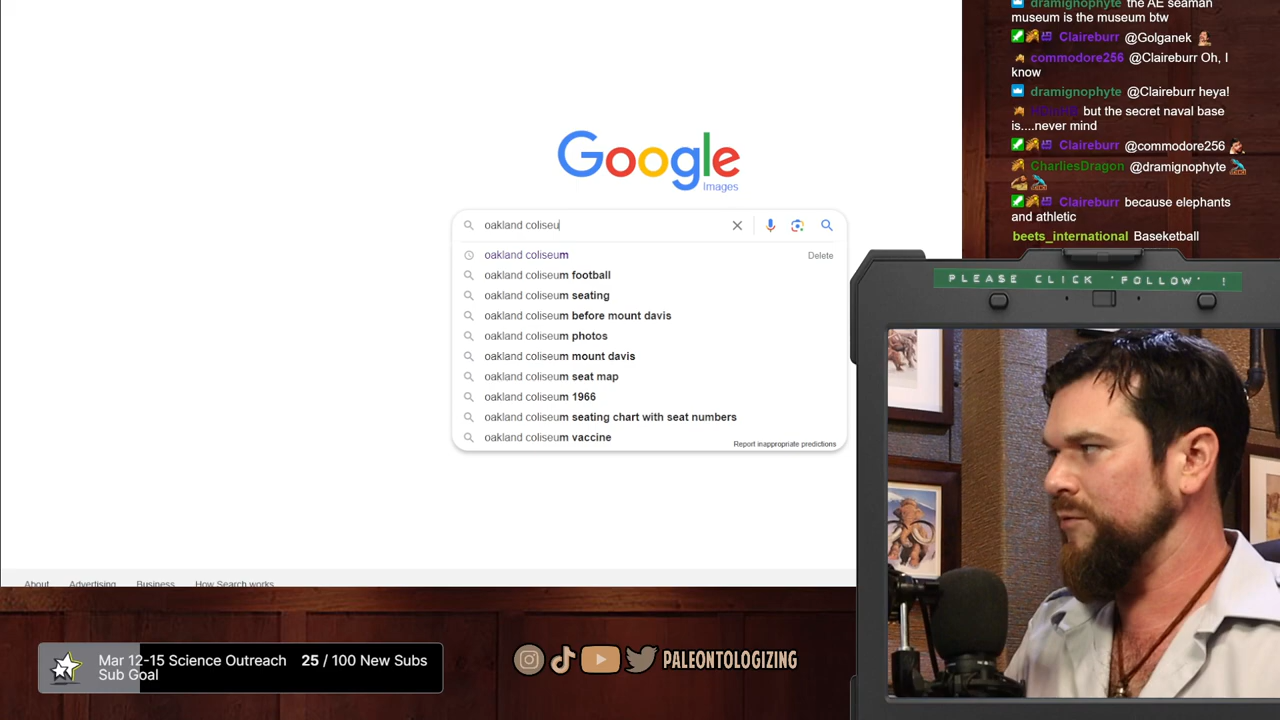 Google
Images
oakland coliseu
oakland coliseum
Delete
oakland coliseum football
oakland coliseum seating
oakland coliseum before mount davis
oakland coliseum photos
oakland coliseum mount davis
oakland coliseum seat map
oakland coliseum 1966
oakland coliseum seating chart with seat numbers
oakland coliseum vaccine
Report inappropriate predictions
About Advertising Business How Search works
dramignophyte the AE seaman
museum is the museum btw
Claireburr @Golganek
commodore256 @Claireburr Oh, I
know
dramignophyte @Claireburr heya!
but the secret naval base
is....never mind
Claireburr @commodore256
CharliesDragon @dramignophyte
Claireburr because elephants
and athletic
beets_international Baseketball
PLEASE CLICK 'FOLLOW' !
Mar 12-15 Science Outreach 25 / 100 New Subs
Sub Goal
PALEONTOLOGIZING